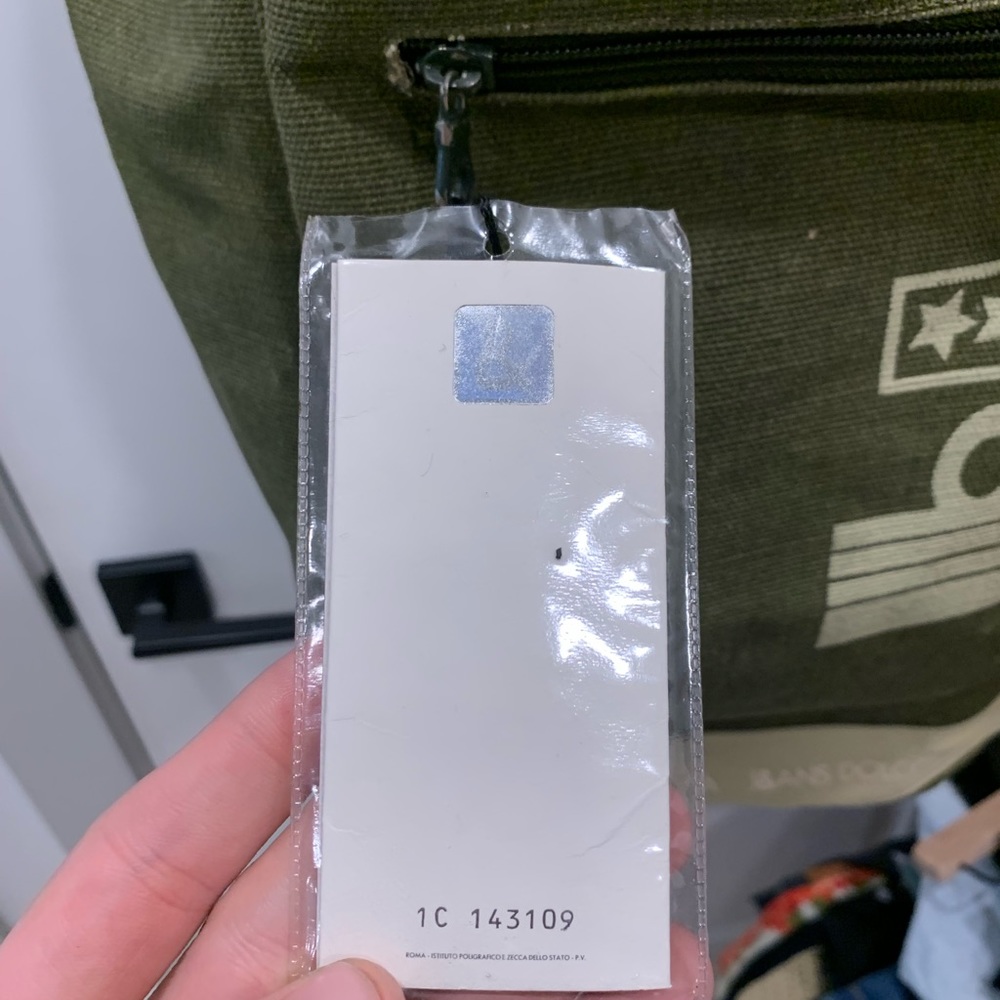 1C 143109
ROMA - ISTITUTO POLIGRAFICO E ZECCA DELLO STATO - P.V.